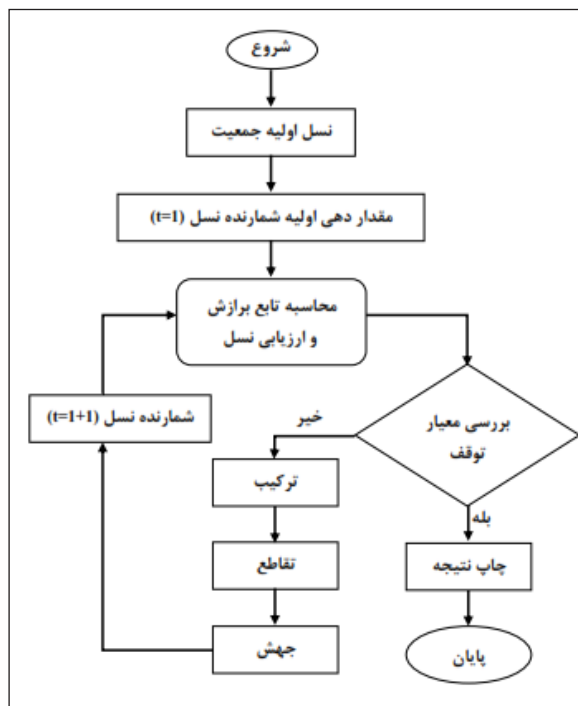 شروع
نسل اولیه جمعیت
مقدار دهی اولیه شمارنده نسل (t=1)
محاسبه تابع برازش
و ارزیابی نسل
بررسی معیار
توقف
خیر
بله
ترکیب
تقاطع
جهش
شمارنده نسل (t=1+1)
چاپ نتیجه
پایان